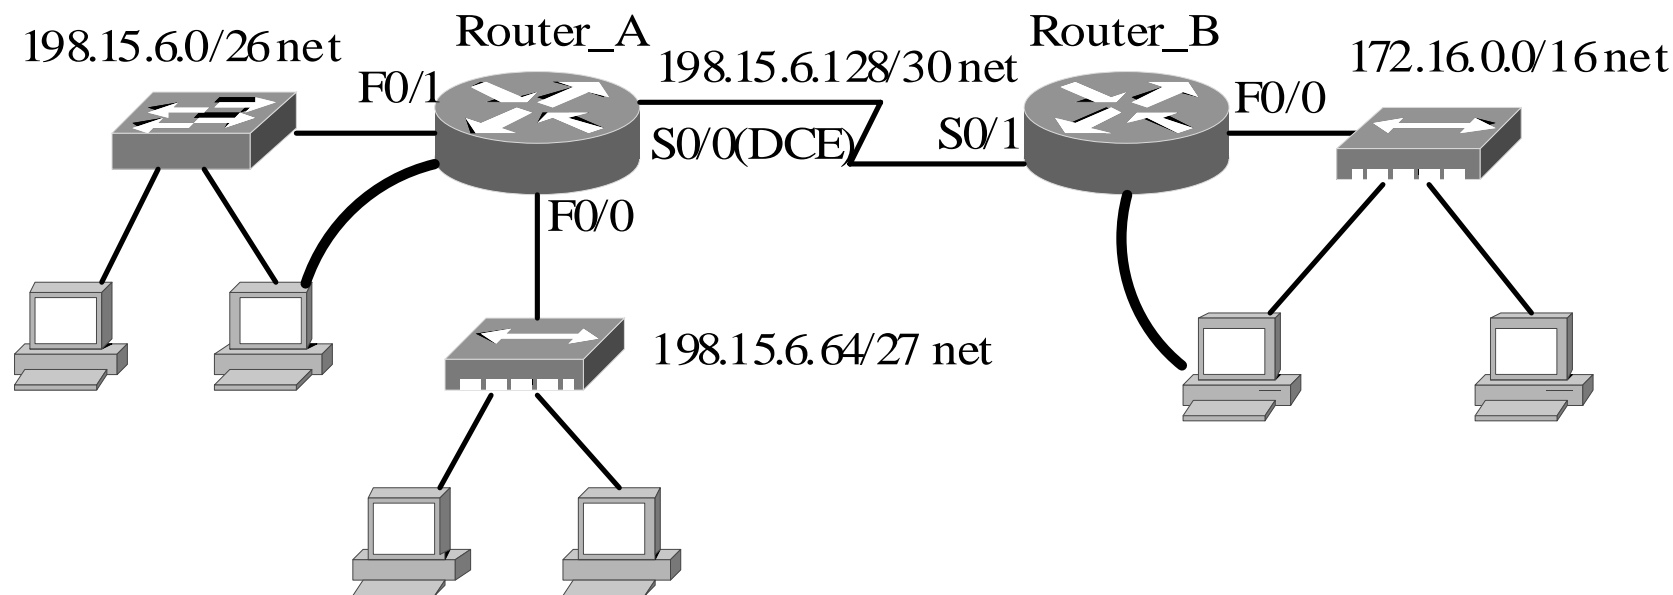 198.15.6.0/26 net
Router_A
198.15.6.128/30 net
Router_B
172.16.0.0/16 net
F0/1
S0/0(DCE)
S0/1
F0/0
F0/0
198.15.6.64/27 net